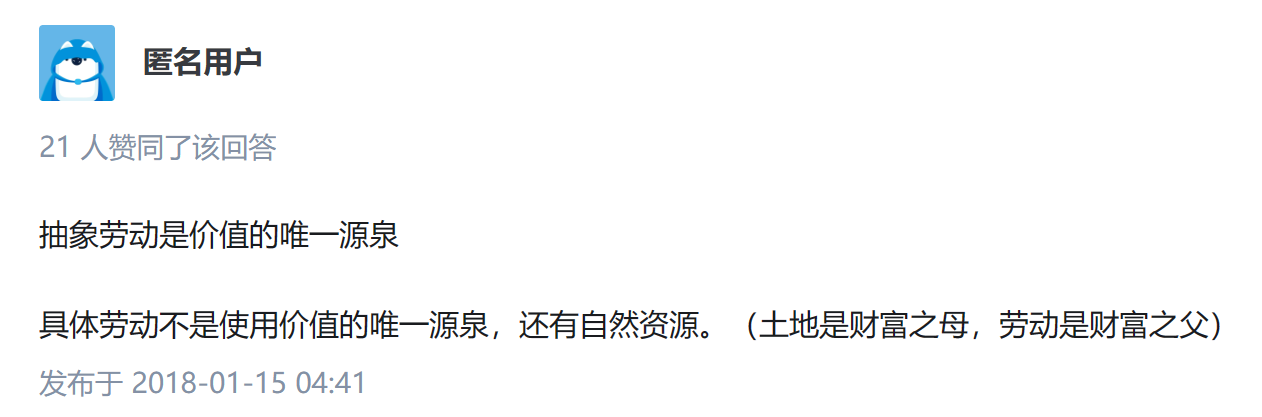 匿名用户
21 人赞同了该回答
抽象劳动是价值的唯一源泉
具体劳动不是使用价值的唯一源泉，还有自然资源。（土地是财富之母，劳动是财富之父）
发布于 2018-01-15 04:41